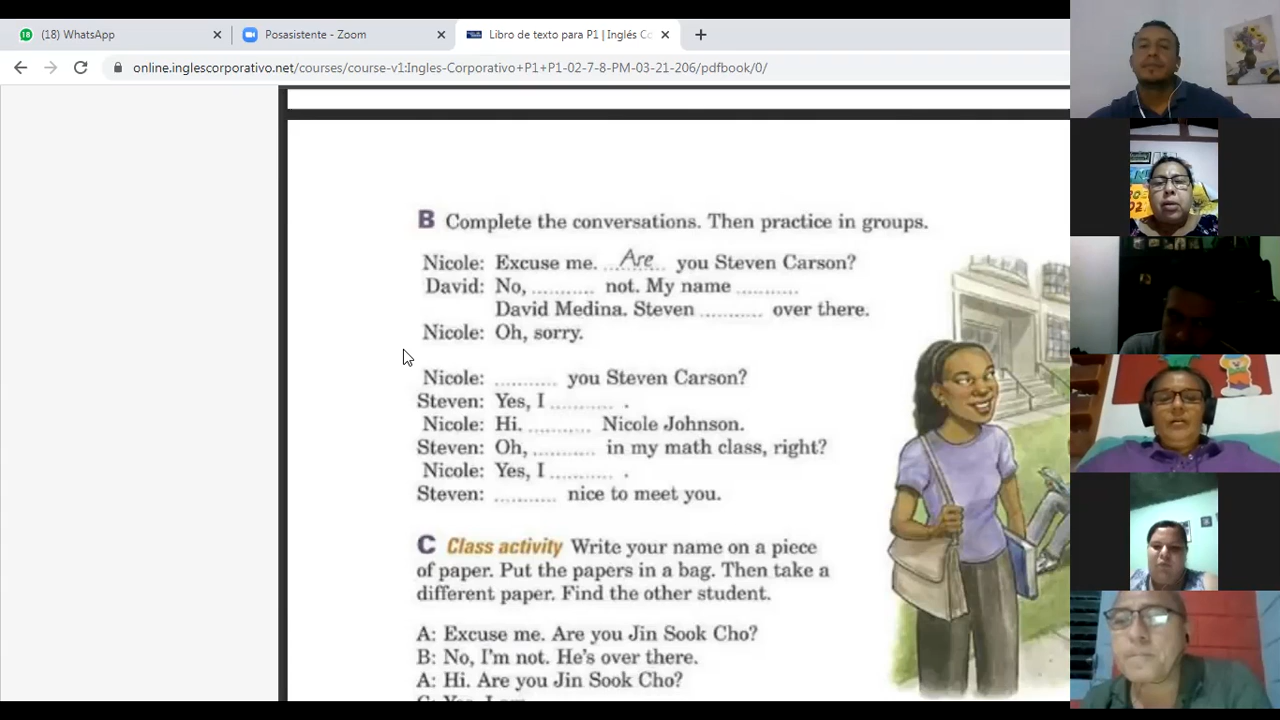 (18) WhatsApp
Posasistente - Zoom
Libro de texto para P1 | Inglés Co
online.inglescorporativo.net/courses/course-v1:Ingles-Corporativo+P1+P1-02-7-8-PM-03-21-206/pdfbook/0/
B Complete the conversations. Then practice in groups.
Nicole: Excuse me. Are you Steven Carson?
David: No, ............ not. My name ............
David Medina. Steven ............ over there.
Nicole: Oh, sorry.
Nicole: ............ you Steven Carson?
Steven: Yes, I ............ .
Nicole: Hi. ............ Nicole Johnson.
Steven: Oh, ............ in my math class, right?
Nicole: Yes, I ............ .
Steven: ............ nice to meet you.
C Class activity Write your name on a piece
of paper. Put the papers in a bag. Then take a
different paper. Find the other student.
A: Excuse me. Are you Jin Sook Cho?
B: No, I'm not. He's over there.
A: Hi. Are you Jin Sook Cho?
C: Yes, I am